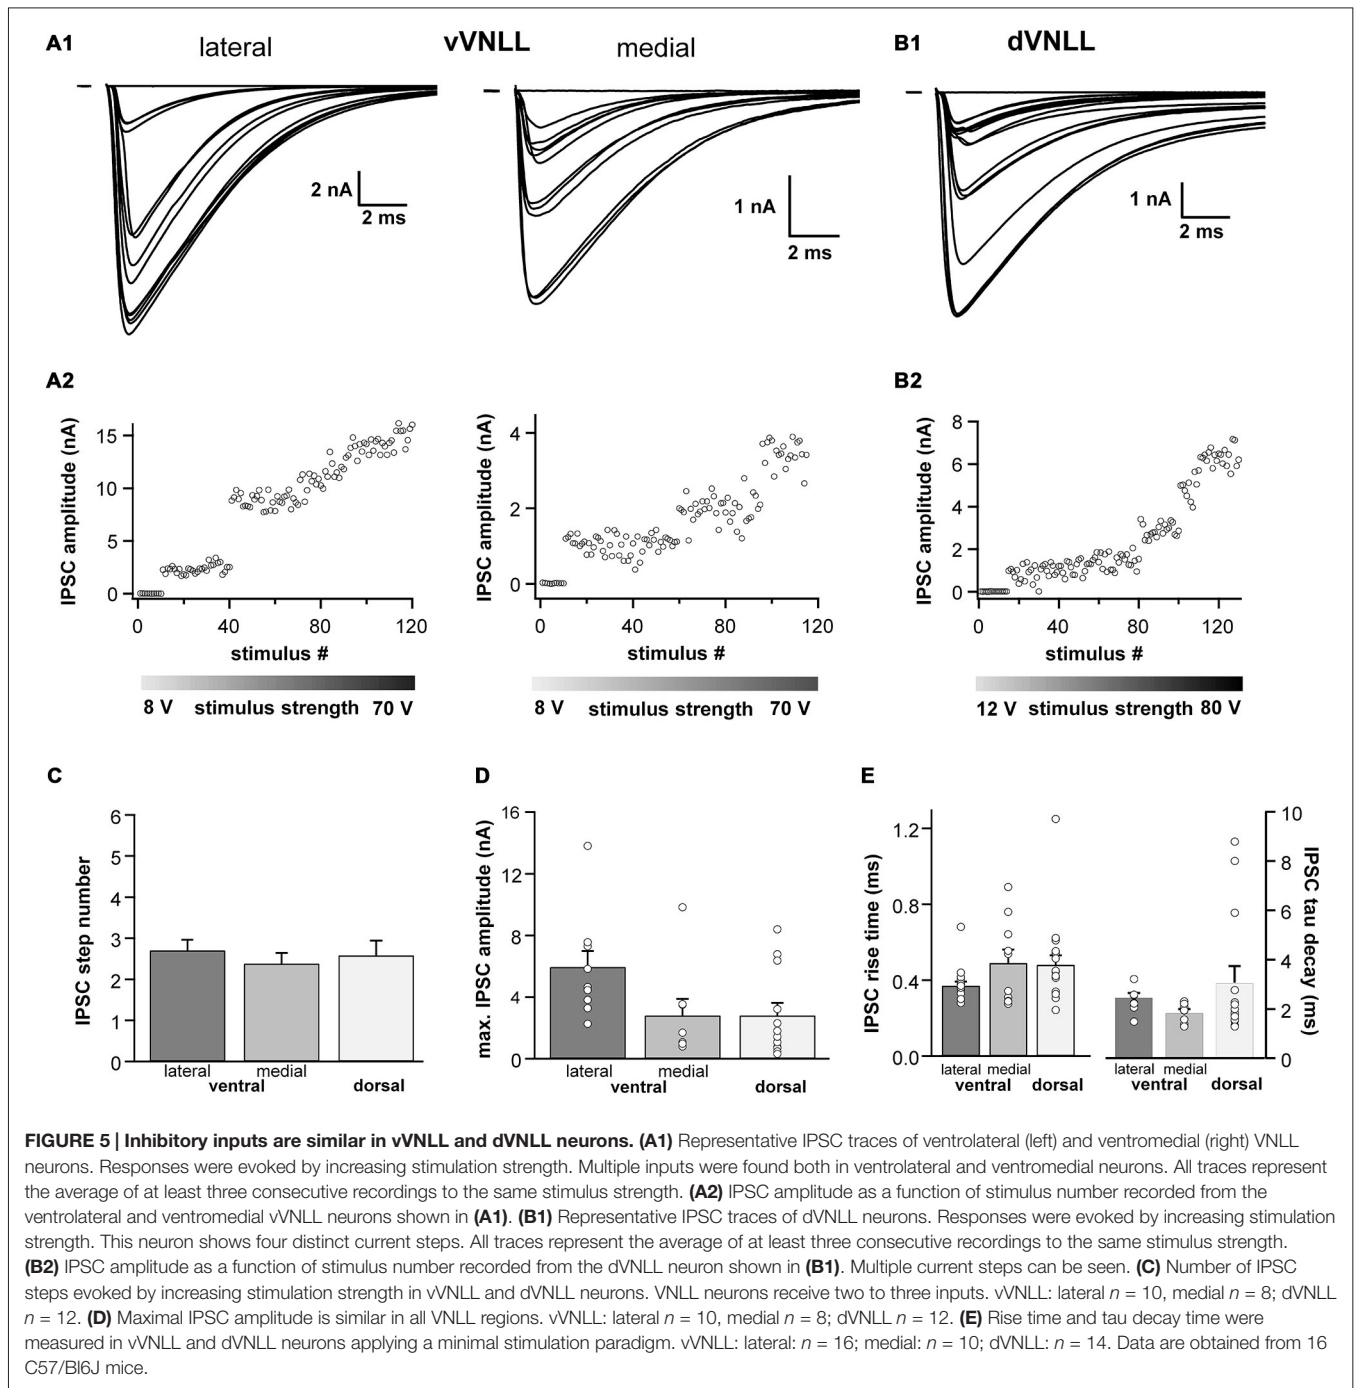 A1
lateral
vVNLL
medial
B1
dVNLL
2 nA
2 ms
1 nA
2 ms
1 nA
2 ms
A2
B2
IPSC amplitude (nA)
15
10
5
0
0 40 80 120
stimulus #
8 V stimulus strength 70 V
IPSC amplitude (nA)
4
2
0
0 40 80 120
stimulus #
8 V stimulus strength 70 V
IPSC amplitude (nA)
8
6
4
2
0
0 40 80 120
stimulus #
12 V stimulus strength 80 V
C
IPSC step number
6
5
4
3
2
1
0
lateral medial
ventral dorsal
D
max. IPSC amplitude (nA)
16
12
8
4
0
lateral medial
ventral dorsal
E
IPSC rise time (ms)
1.2
0.8
0.4
0.0
lateral medial
ventral dorsal
lateral medial
ventral dorsal
10
8
6
4
2
0
IPSC tau decay (ms)
FIGURE 5 | Inhibitory inputs are similar in vVNLL and dVNLL neurons. (A1) Representative IPSC traces of ventrolateral (left) and ventromedial (right) VNLL
neurons. Responses were evoked by increasing stimulation strength. Multiple inputs were found both in ventrolateral and ventromedial neurons. All traces represent
the average of at least three consecutive recordings to the same stimulus strength. (A2) IPSC amplitude as a function of stimulus number recorded from the
ventrolateral and ventromedial vVNLL neurons shown in (A1). (B1) Representative IPSC traces of dVNLL neurons. Responses were evoked by increasing stimulation
strength. This neuron shows four distinct current steps. All traces represent the average of at least three consecutive recordings to the same stimulus strength.
(B2) IPSC amplitude as a function of stimulus number recorded from the dVNLL neuron shown in (B1). Multiple current steps can be seen. (C) Number of IPSC
steps evoked by increasing stimulation strength in vVNLL and dVNLL neurons. VNLL neurons receive two to three inputs. vVNLL: lateral n = 10, medial n = 8; dVNLL
n = 12. (D) Maximal IPSC amplitude is similar in all VNLL regions. vVNLL: lateral n = 10, medial n = 8; dVNLL n = 12. (E) Rise time and tau decay time were
measured in vVNLL and dVNLL neurons applying a minimal stimulation paradigm. vVNLL: lateral: n = 16; medial: n = 10; dVNLL: n = 14. Data are obtained from 16
C57/Bl6J mice.